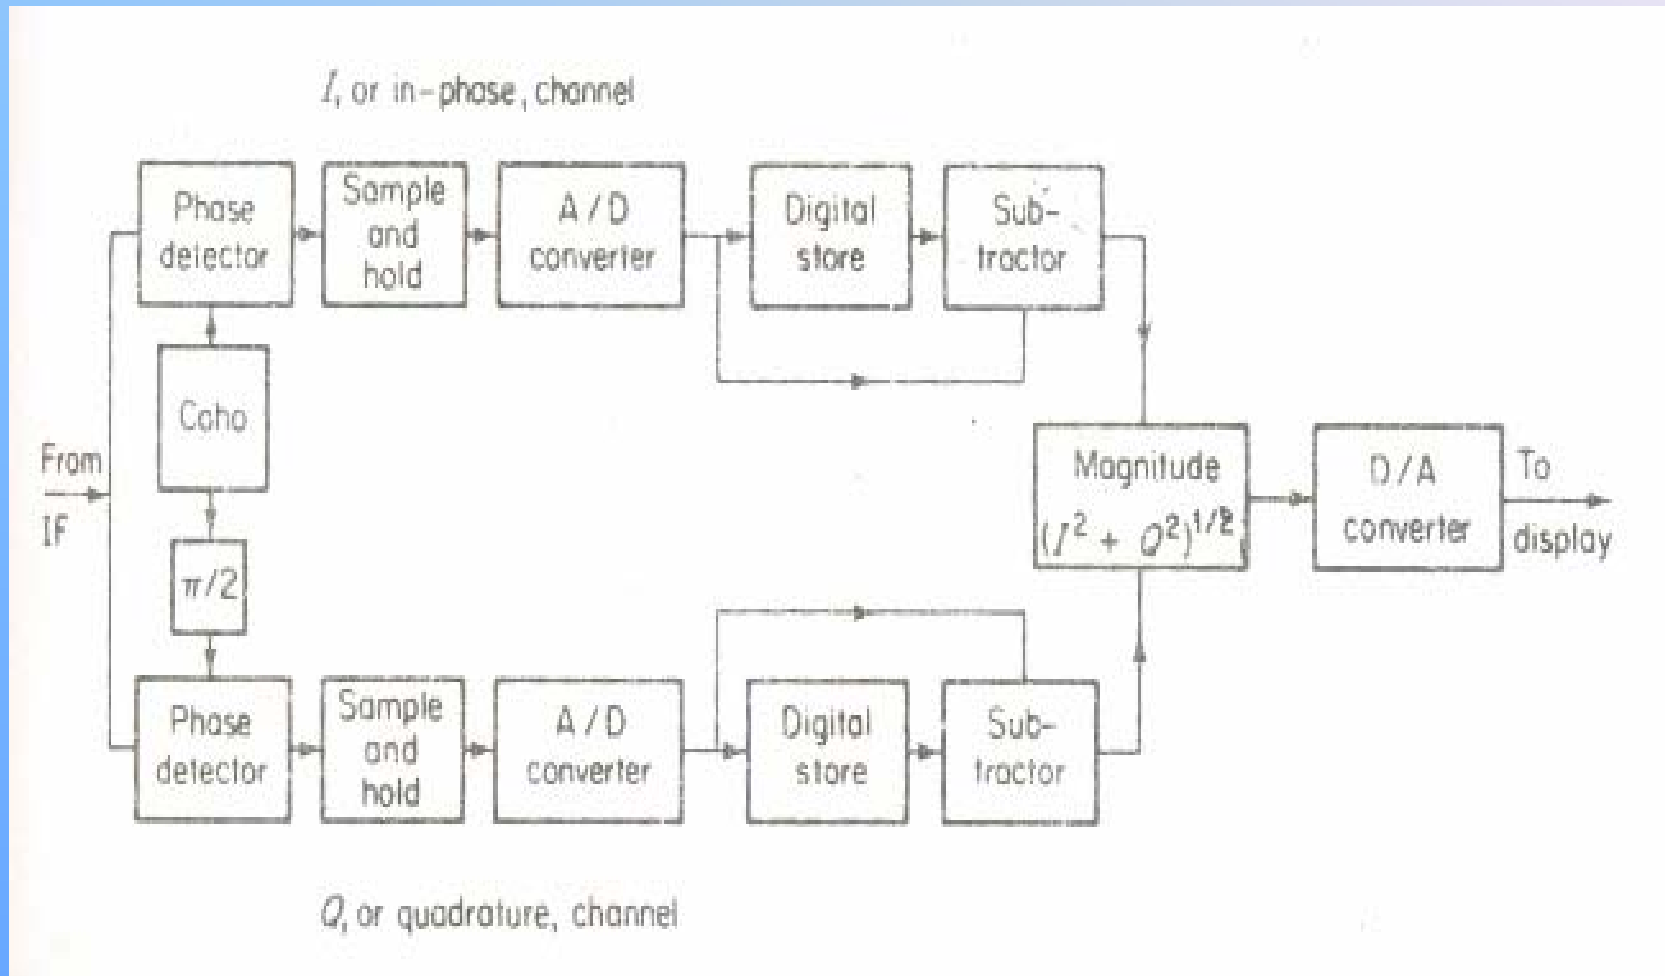 I, or in-phase, channel
Phase
detector
Sample
and
hold
A/D
converter
Digital
store
Sub-
tractor
Coho
From
IF
π/2
Magnitude
(I² + Q²)^1/2
D/A
converter
To
display
Phase
detector
Sample
and
hold
A/D
converter
Digital
store
Sub-
tractor
Q, or quadrature, channel